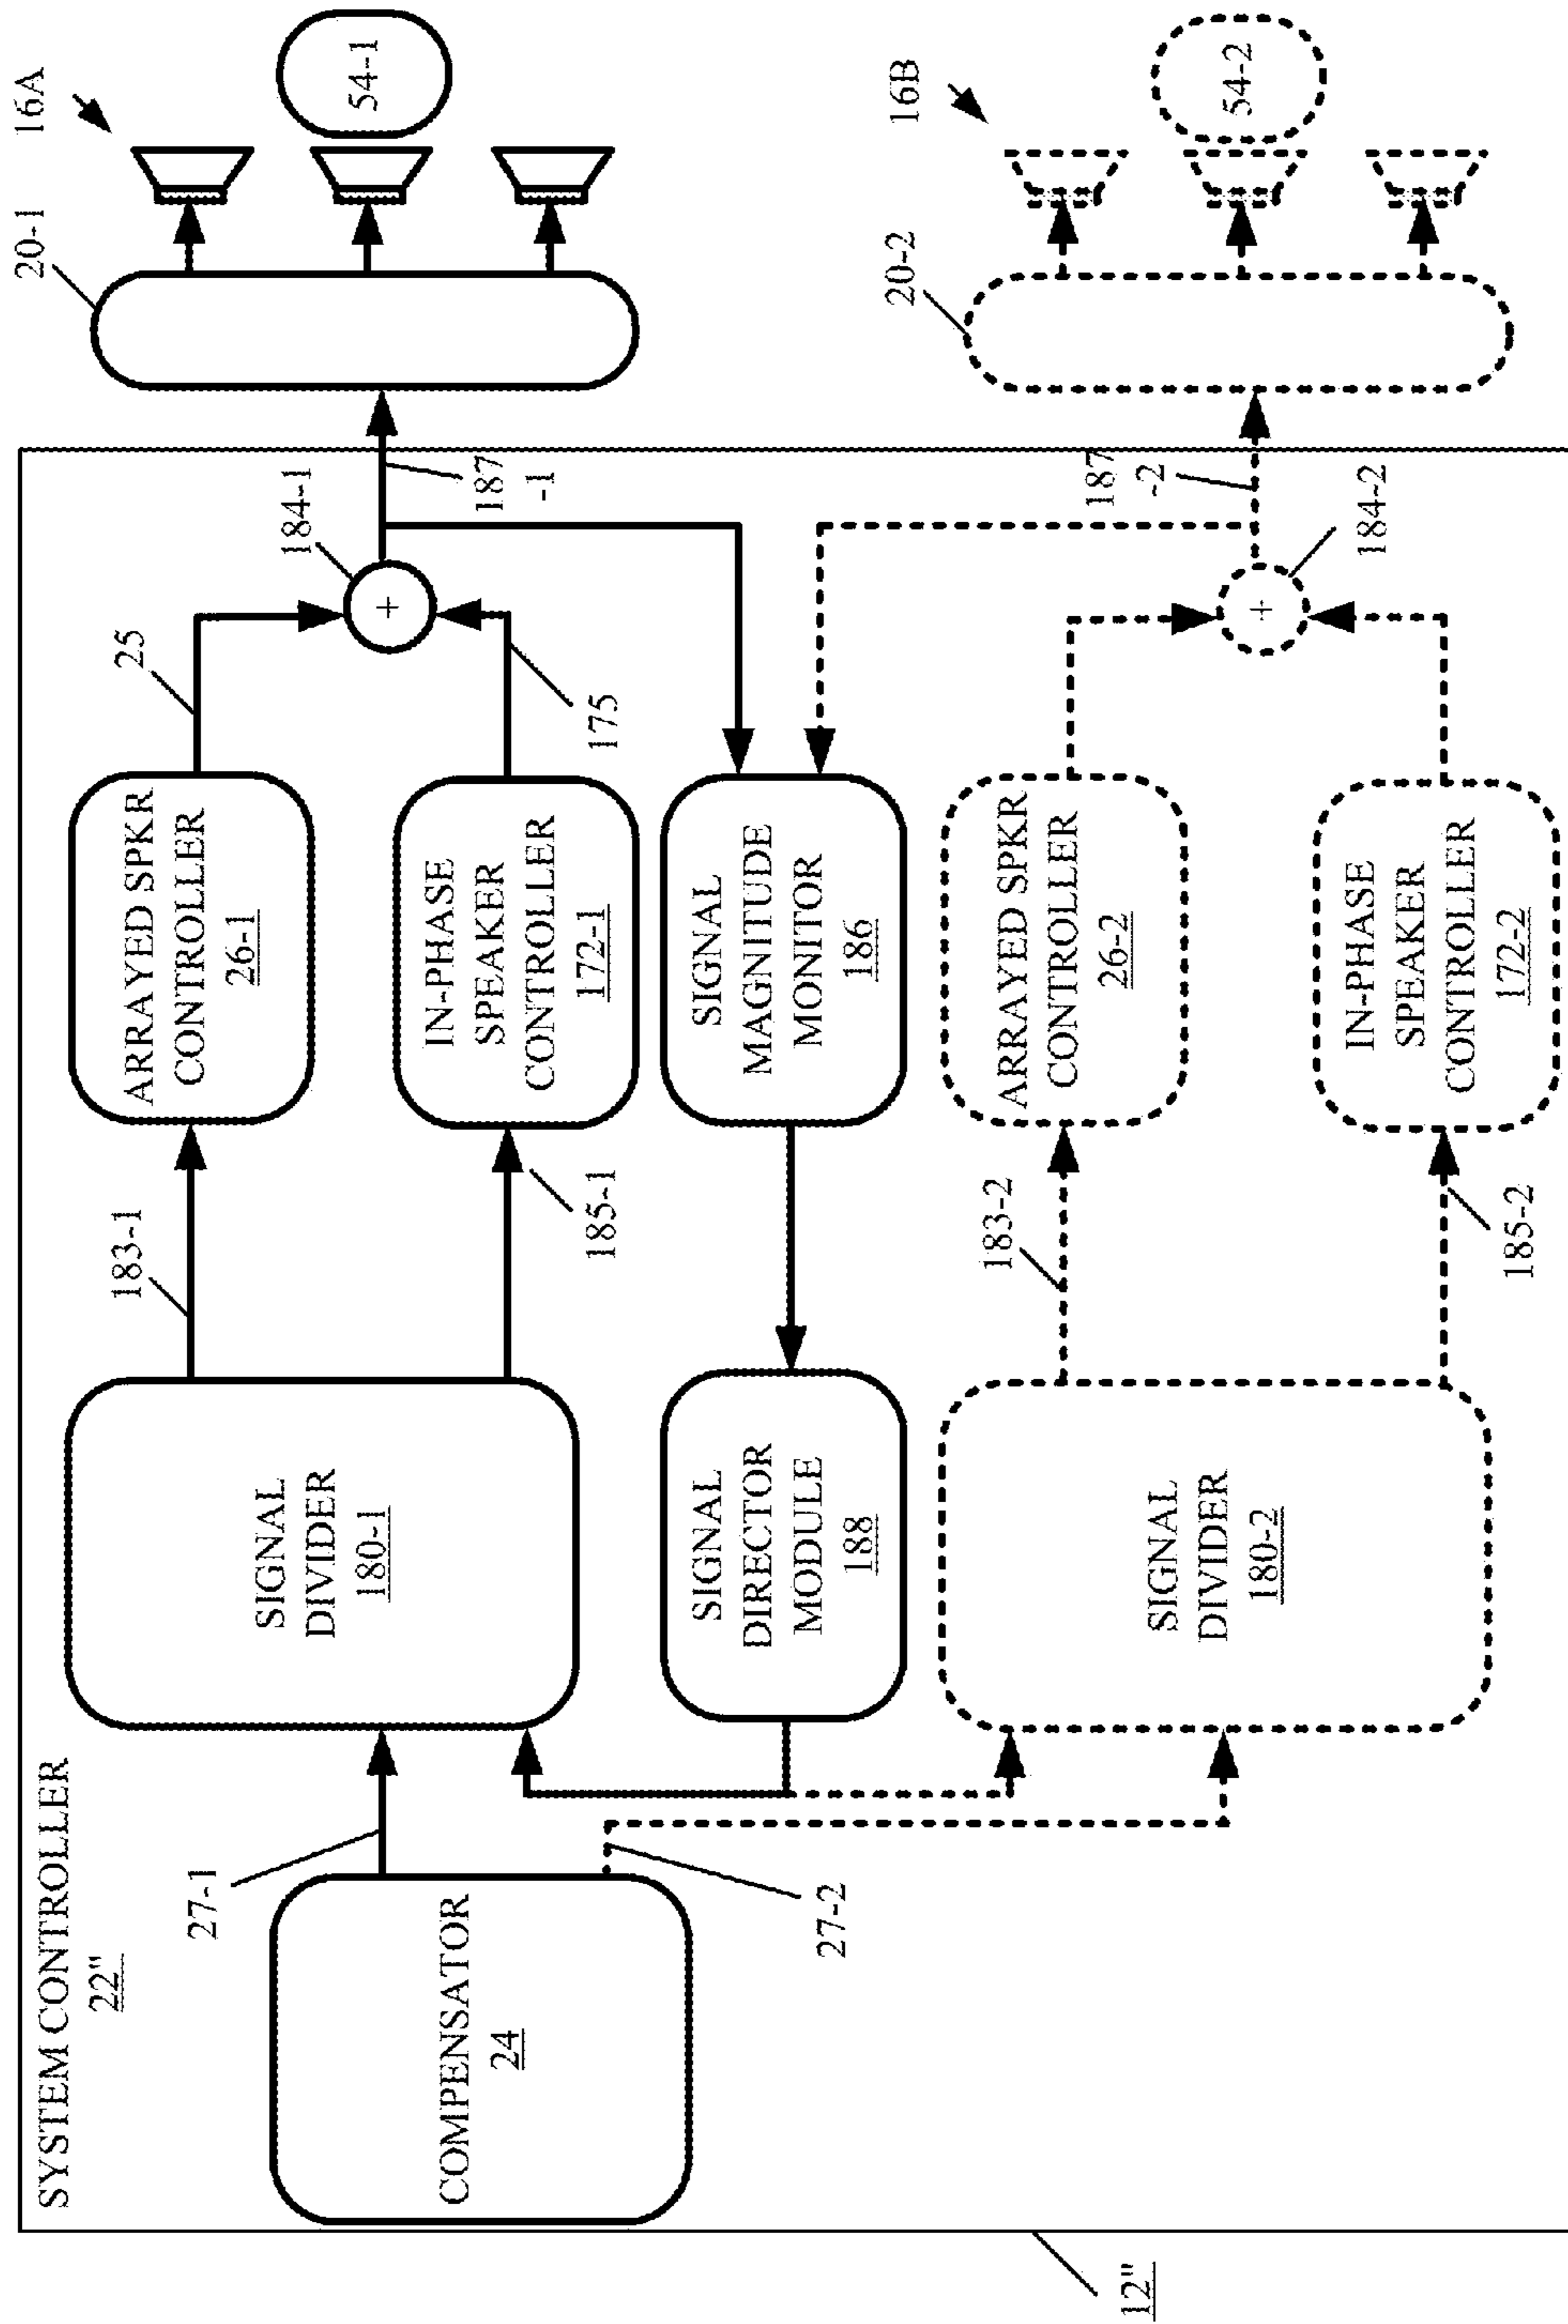 SYSTEM CONTROLLER
22"
12"
COMPENSATOR
24
27-1
27-2
SIGNAL
DIVIDER
180-1
183-1
185-1
ARRAYED SPKR
CONTROLLER
26-1
25
IN-PHASE
SPEAKER
CONTROLLER
172-1
175
+
184-1
187
-1
20-1
16A
54-1
SIGNAL
DIRECTOR
MODULE
188
SIGNAL
MAGNITUDE
MONITOR
186
SIGNAL
DIVIDER
180-2
183-2
185-2
ARRAYED SPKR
CONTROLLER
26-2
IN-PHASE
SPEAKER
CONTROLLER
172-2
+
184-2
187
-2
20-2
16B
54-2